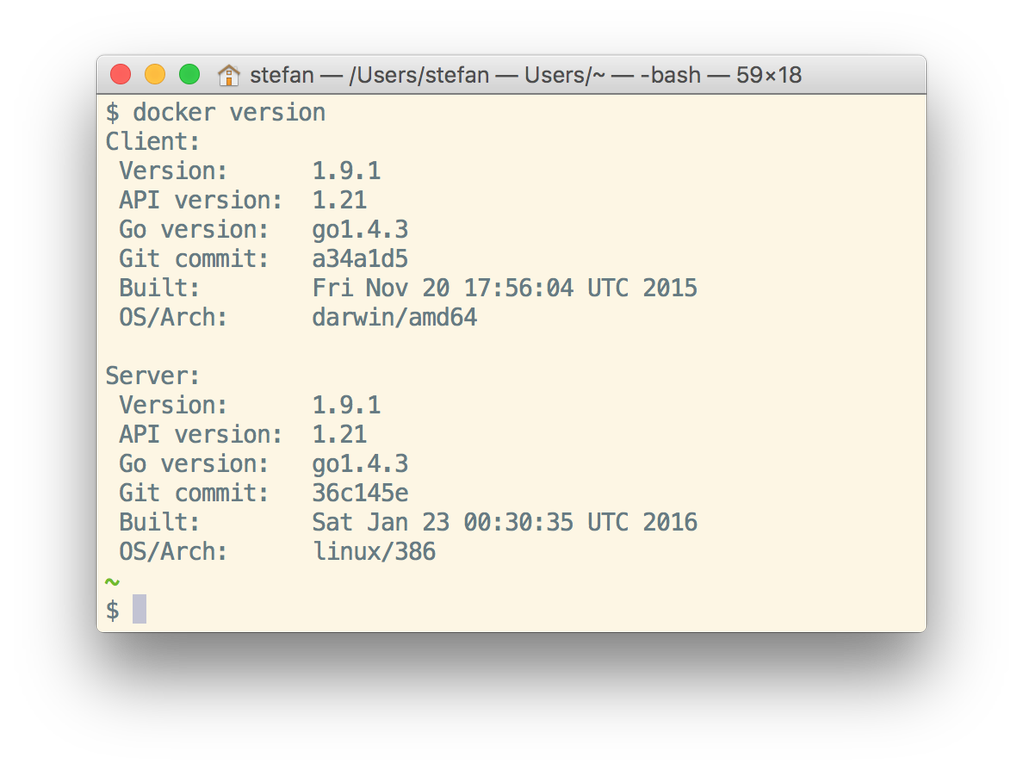 stefan — /Users/stefan — Users/~ — -bash — 59×18
$ docker version
Client:
 Version:      1.9.1
 API version:  1.21
 Go version:   go1.4.3
 Git commit:   a34a1d5
 Built:        Fri Nov 20 17:56:04 UTC 2015
 OS/Arch:      darwin/amd64

Server:
 Version:      1.9.1
 API version:  1.21
 Go version:   go1.4.3
 Git commit:   36c145e
 Built:        Sat Jan 23 00:30:35 UTC 2016
 OS/Arch:      linux/386
~
$